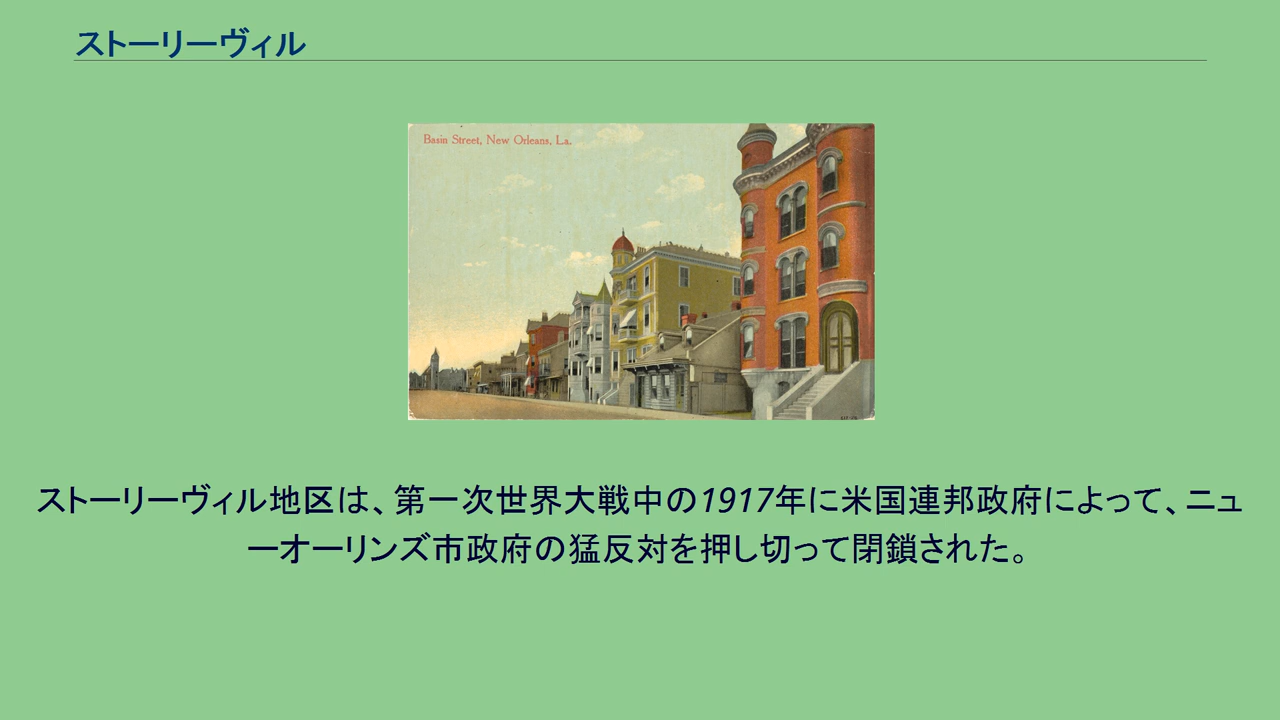 ストーリーヴィル
Basin Street, New Orleans, La.
ストーリーヴィル地区は、第一次世界大戦中の1917年に米国連邦政府によって、ニュ
ーオーリンズ市政府の猛反対を押し切って閉鎖された。